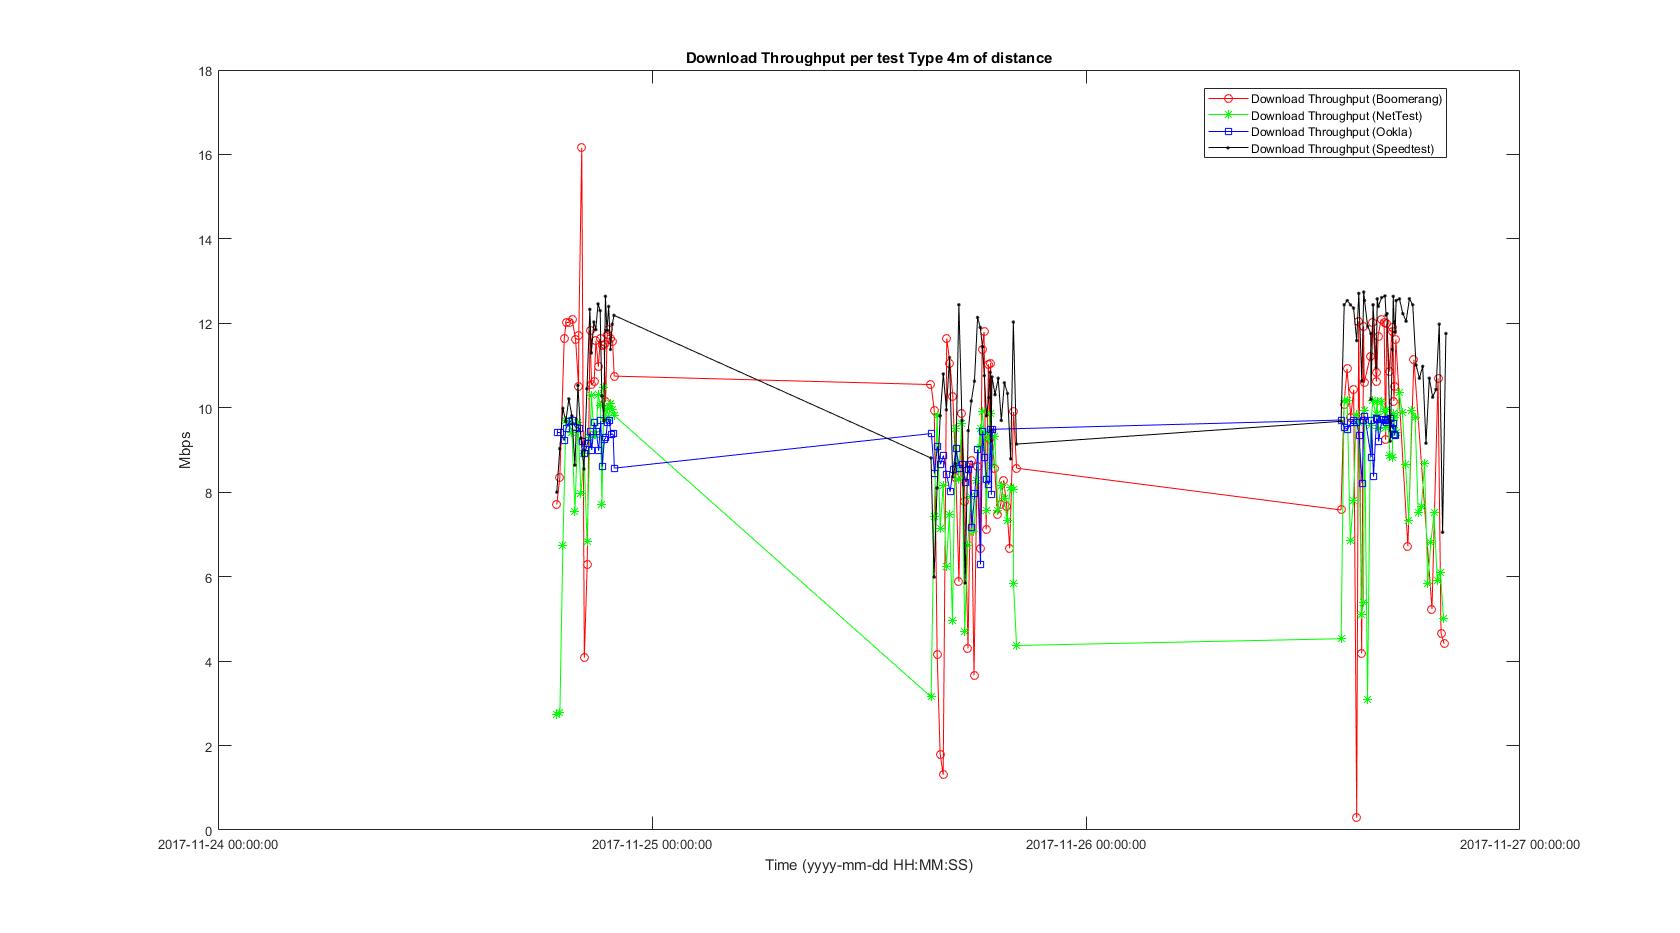 Download Throughput per test Type 4m of distance
18
16
14
12
10
8
6
4
2
0
Mbps
Download Throughput (Boomerang)
Download Throughput (NetTest)
Download Throughput (Ookla)
Download Throughput (Speedtest)
2017-11-24 00:00:00
2017-11-25 00:00:00
2017-11-26 00:00:00
2017-11-27 00:00:00
Time (yyyy-mm-dd HH:MM:SS)